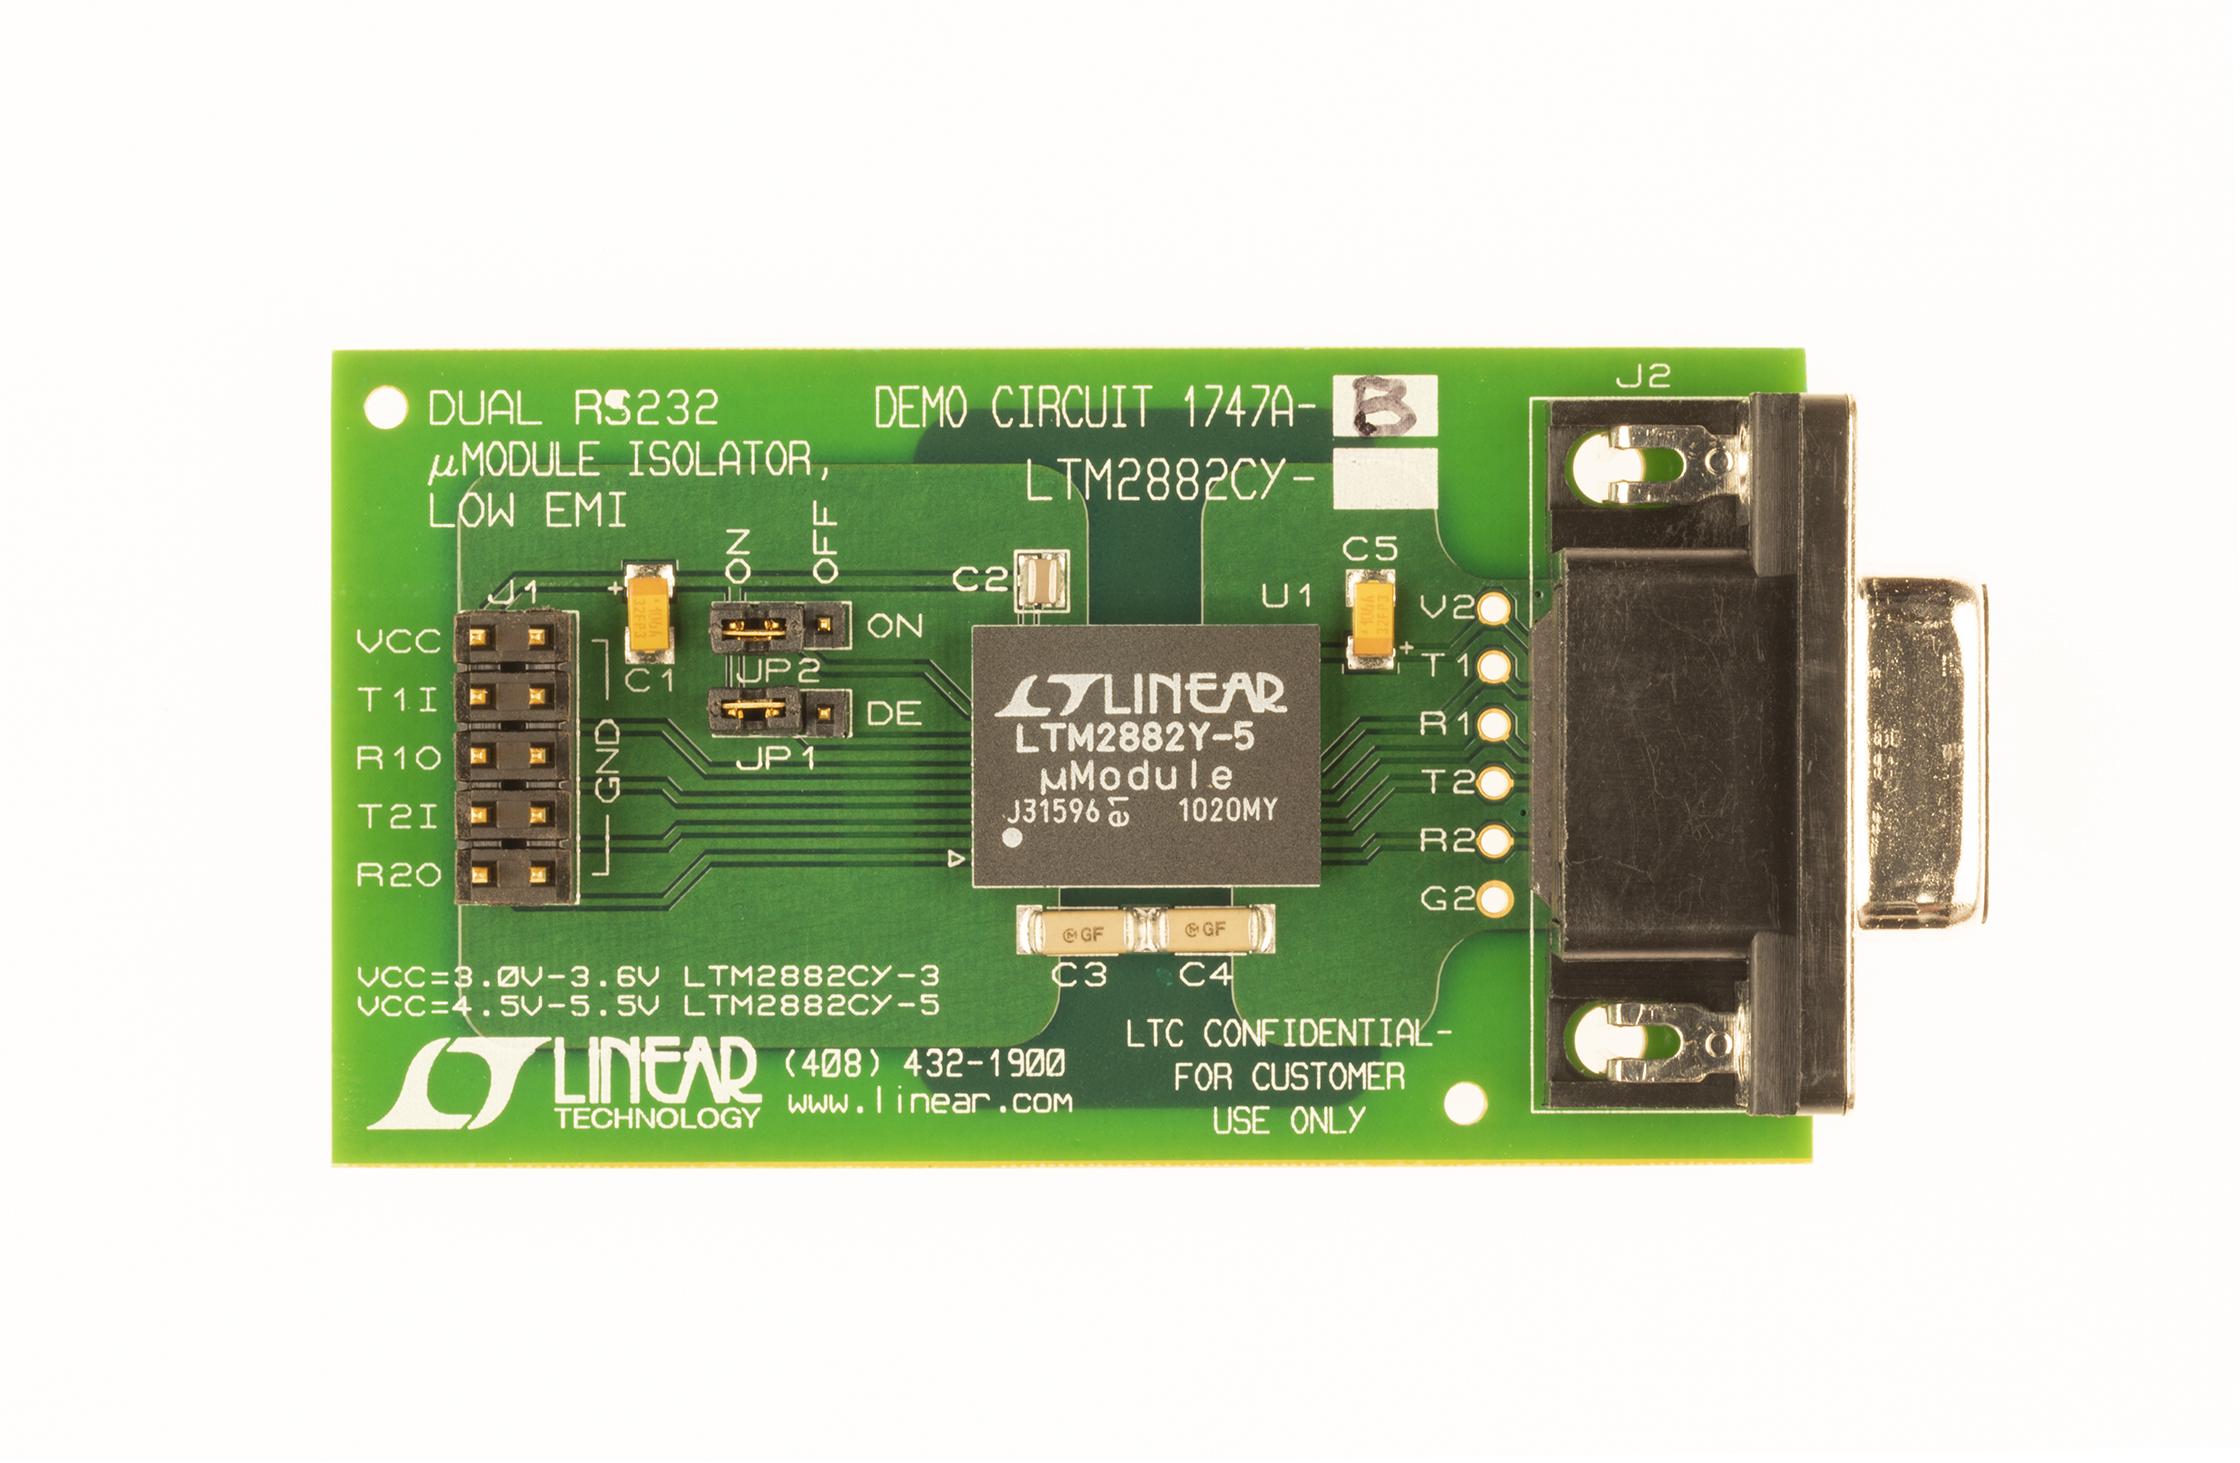 DUAL RS232
µMODULE ISOLATOR,
LOW EMI
DEMO CIRCUIT 1747A-B
LTM2882CY-
J2
ON
OFF
C2
C5
U1
J1
VCC
T1I
R1O
T2I
R2O
GND
C1
ON
JP2
DE
JP1
LINEAR
LTM2882Y-5
µModule
J31596 e1 1020MY
V2
T1
R1
T2
R2
G2
GF
GF
C3
C4
VCC=3.0V-3.6V LTM2882CY-3
VCC=4.5V-5.5V LTM2882CY-5
LINEAR
TECHNOLOGY
(408) 432-1900
www.linear.com
LTC CONFIDENTIAL-
FOR CUSTOMER
USE ONLY